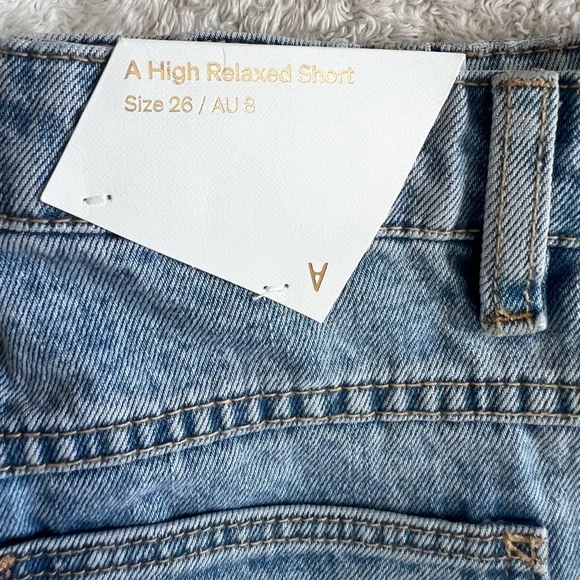 A High Relaxed Short
Size 26 / AU 8
A